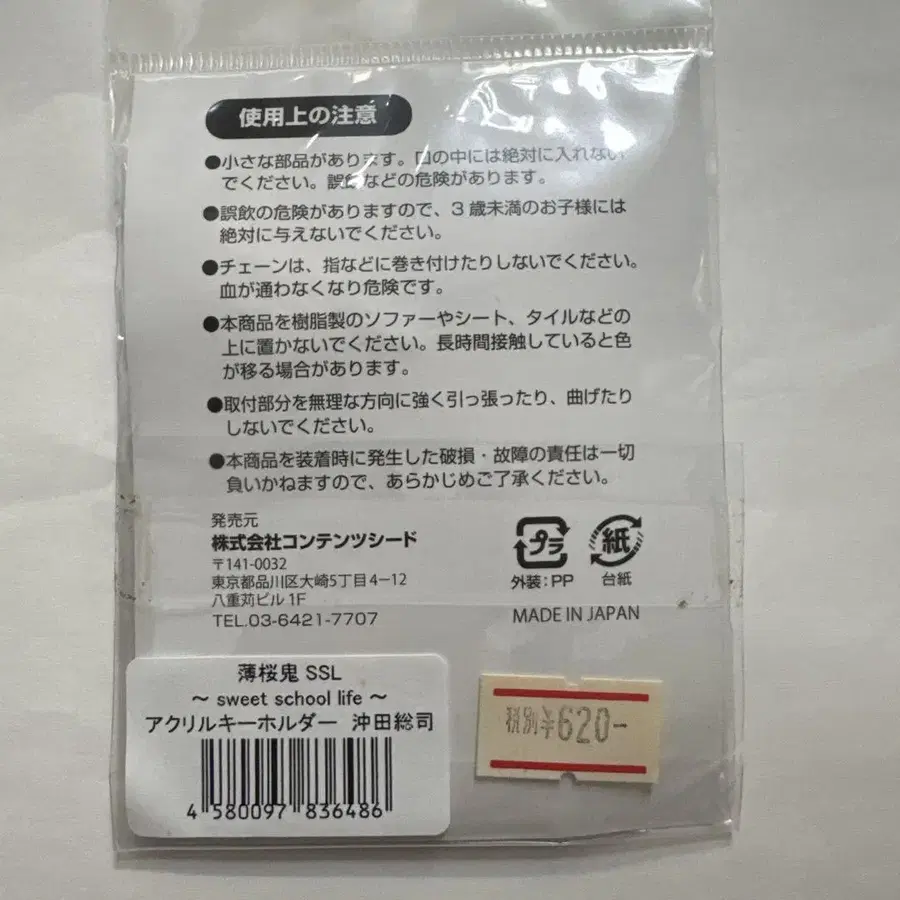 使用上の注意
●小さな部品があります。口の中には絶対に入れない
でください。誤飲などの危険があります。
●誤飲の危険がありますので、3歳未満のお子様には
絶対に与えないでください。
●チェーンは、指などに巻き付けたりしないでください。
血が通わなくなり危険です。
●本商品を樹脂製のソファーやシート、タイルなどの
上に置かないでください。長時間接触していると色
が移る場合があります。
●取付部分を無理な方向に強く引っ張ったり、曲げたり
しないでください。
●本商品を装着時に発生した破損・故障の責任は一切
負いかねますので、あらかじめご了承ください。
発売元
株式会社コンテンツシード
〒141-0032
東京都品川区大崎5丁目4-12
八重苅ビル 1F
TEL.03-6421-7707
プラ
外装:PP
紙
台紙
MADE IN JAPAN
薄桜鬼 SSL
～ sweet school life ～
アクリルキーホルダー 沖田総司
4 580097 836486
税別¥620-